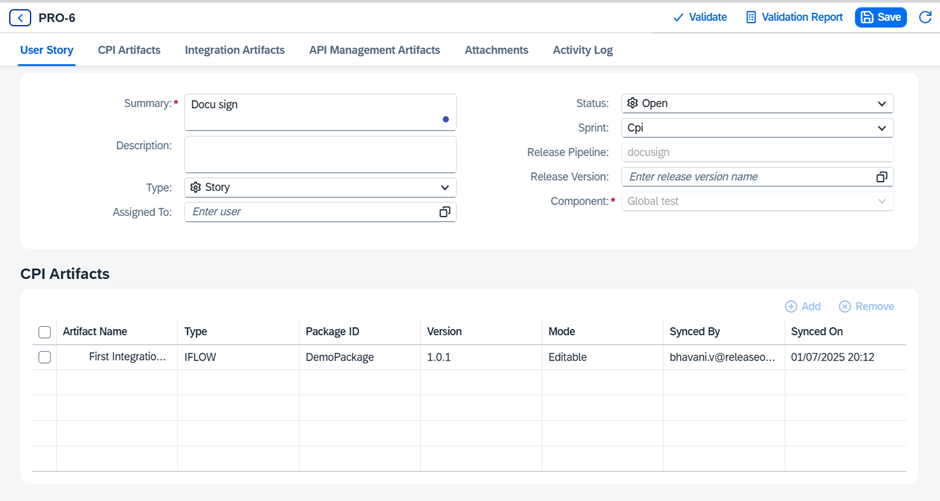 PRO-6 Validate Validation Report Save
User Story CPI Artifacts Integration Artifacts API Management Artifacts Attachments Activity Log
Summary:* Docu sign
Description:
Type: Story
Assigned To: Enter user
Status: Open
Sprint: Cpi
Release Pipeline: docusign
Release Version: Enter release version name
Component:* Global test
CPI Artifacts
Add Remove
Artifact Name Type Package ID Version Mode Synced By Synced On
First Integratio... IFLOW DemoPackage 1.0.1 Editable bhavani.v@releaseo... 01/07/2025 20:12